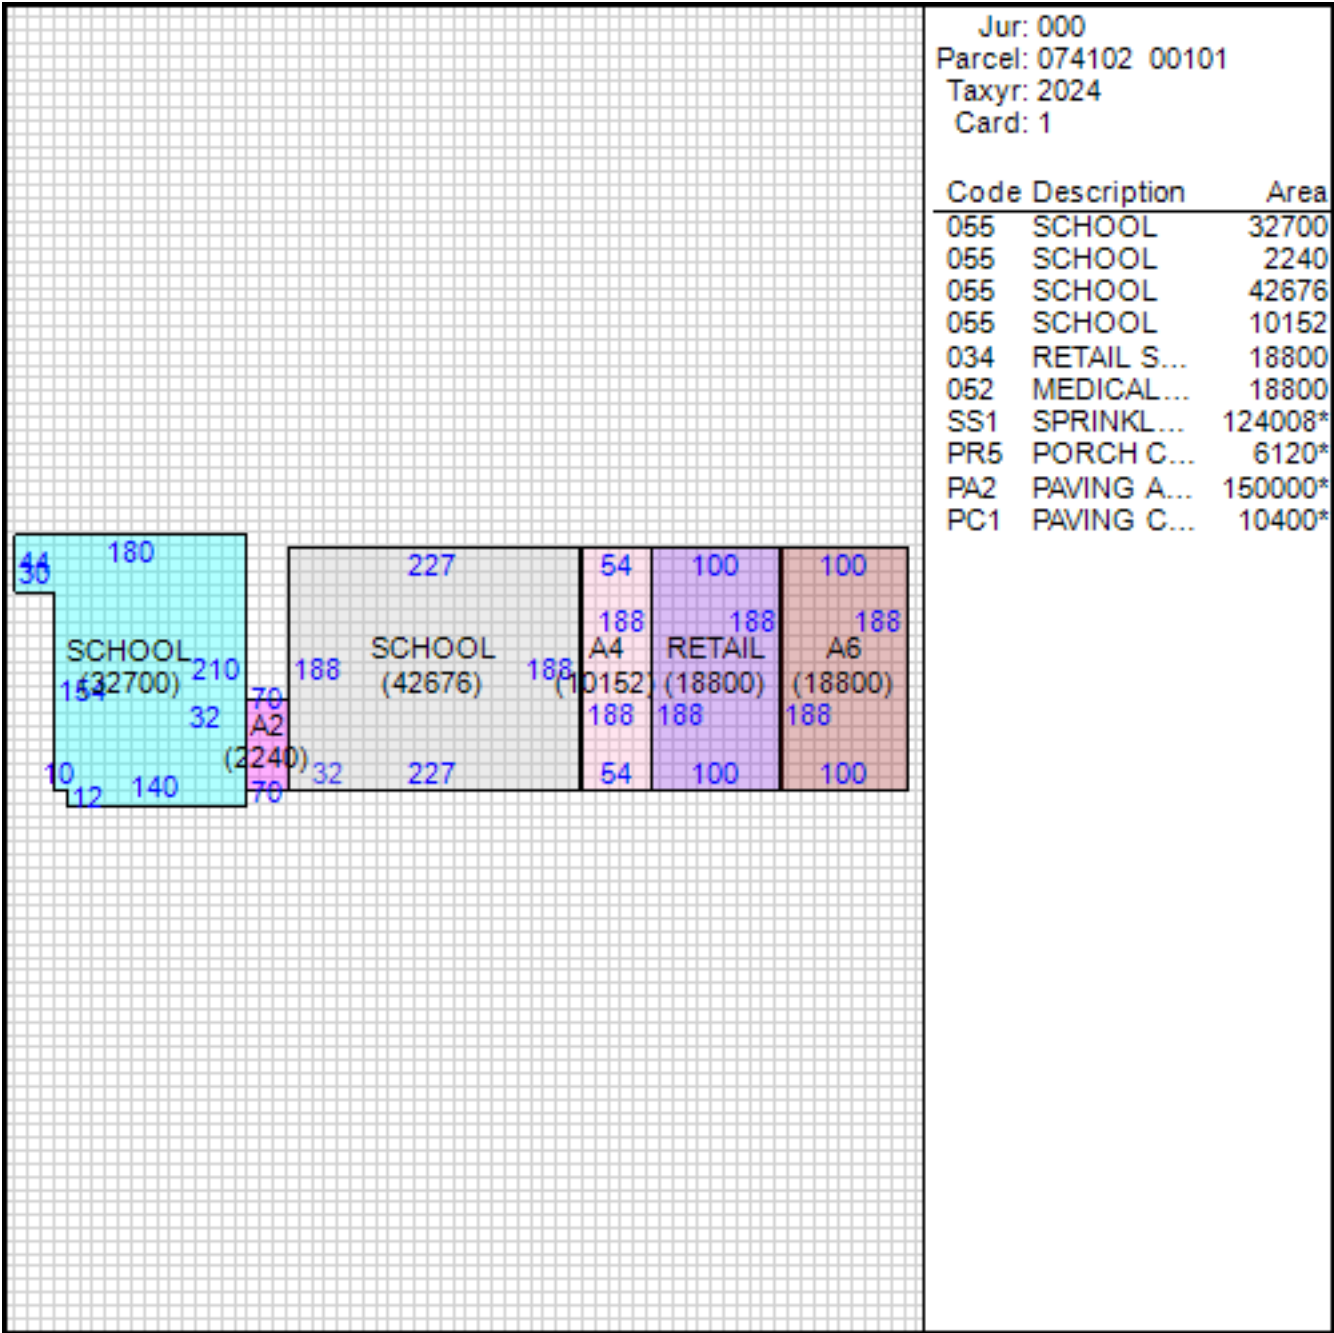 Jur: 000
Parcel: 074102 00101
Taxyr: 2024
Card: 1
Code Description Area
055 SCHOOL 32700
055 SCHOOL 2240
055 SCHOOL 42676
055 SCHOOL 10152
034 RETAIL S... 18800
052 MEDICAL... 18800
SS1 SPRINKL... 124008*
PR5 PORCH C... 6120*
PA2 PAVING A... 150000*
PC1 PAVING C... 10400*
180
44
30
SCHOOL
(32700)
210
154
32
10
12
140
70
A2
(2240)
70
227
188
SCHOOL
(42676)
188
32
227
54
188
A4
(10152)
188
54
100
188
RETAIL
(18800)
188
100
100
188
A6
(18800)
188
100